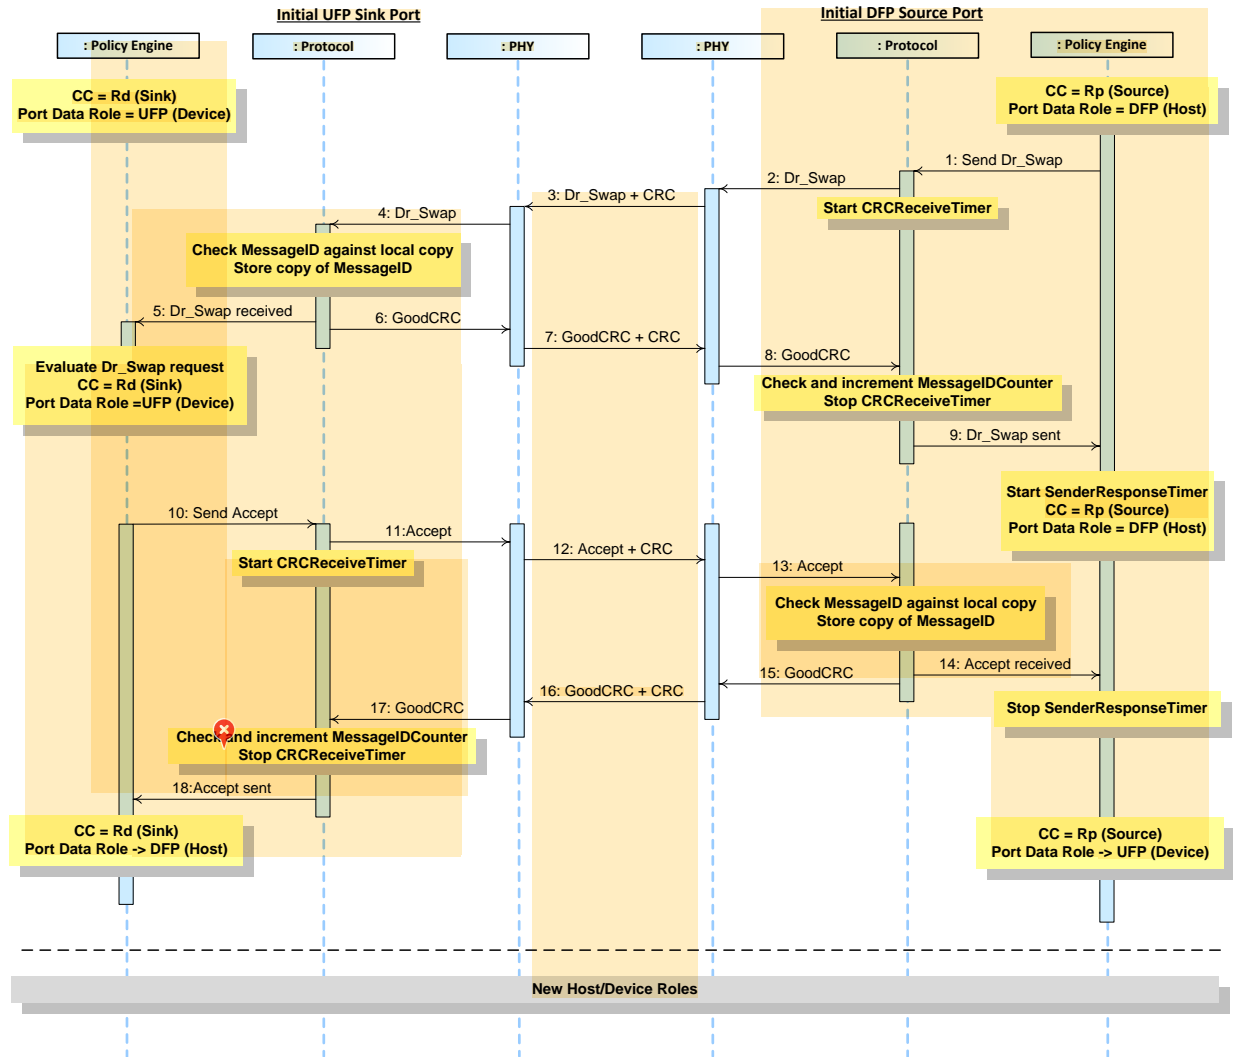 Initial UFP Sink Port
Initial DFP Source Port
: Policy Engine
: Protocol
: PHY
: PHY
: Protocol
: Policy Engine
CC = Rd (Sink)
Port Data Role = UFP (Device)
CC = Rp (Source)
Port Data Role = DFP (Host)
1: Send Dr_Swap
2: Dr_Swap
3: Dr_Swap + CRC
Start CRCReceiveTimer
4: Dr_Swap
Check MessageID against local copy
Store copy of MessageID
5: Dr_Swap received
6: GoodCRC
7: GoodCRC + CRC
8: GoodCRC
Evaluate Dr_Swap request
CC = Rd (Sink)
Port Data Role =UFP (Device)
Check and increment MessageIDCounter
Stop CRCReceiveTimer
9: Dr_Swap sent
Start SenderResponseTimer
CC = Rp (Source)
Port Data Role = DFP (Host)
10: Send Accept
11:Accept
12: Accept + CRC
Start CRCReceiveTimer
13: Accept
Check MessageID against local copy
Store copy of MessageID
14: Accept received
15: GoodCRC
16: GoodCRC + CRC
17: GoodCRC
Stop SenderResponseTimer
Check and increment MessageIDCounter
Stop CRCReceiveTimer
18:Accept sent
CC = Rd (Sink)
Port Data Role -> DFP (Host)
CC = Rp (Source)
Port Data Role -> UFP (Device)
New Host/Device Roles